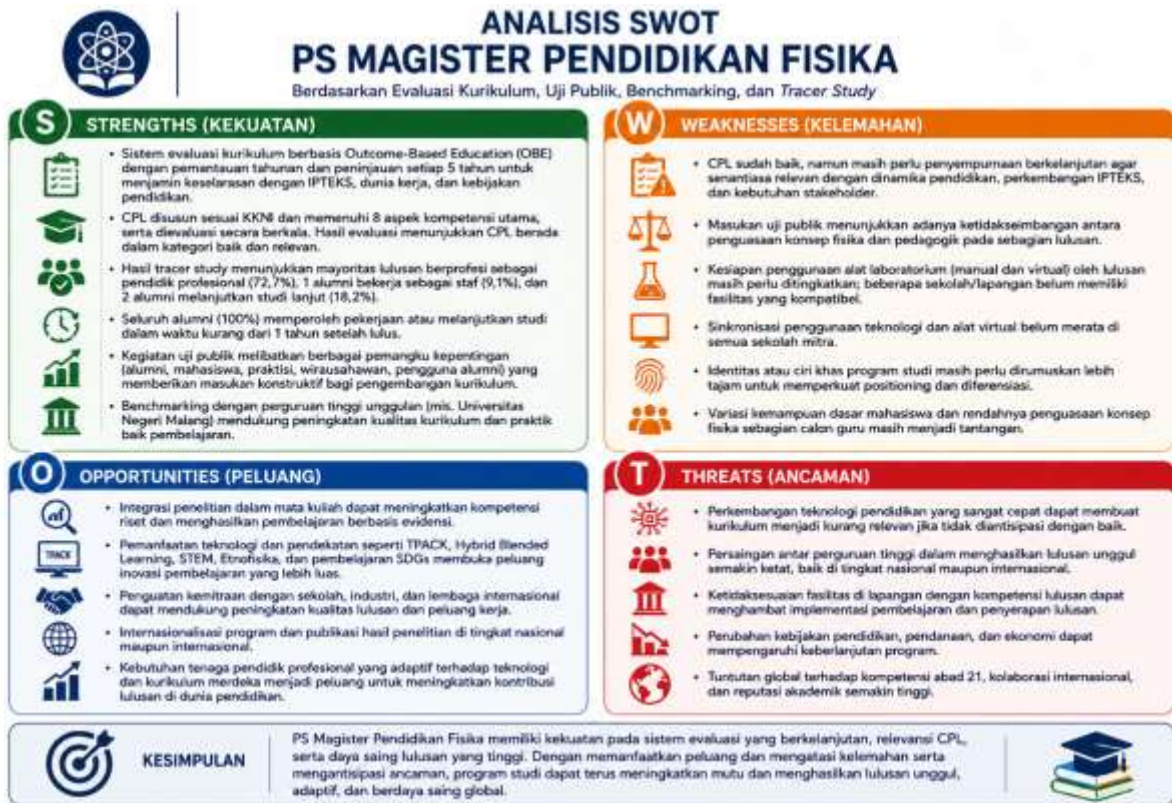 ANALISIS SWOT
PS MAGISTER PENDIDIKAN FISIKA
Berdasarkan Evaluasi Kurikulum, Uji Publik, Benchmarking, dan Tracer Study
S STRENGTHS (KEKUATAN)
• Sistem evaluasi kurikulum berbasis Outcome-Based Education (OBE)
dengan pemantauan tahunan dan peninjauan setiap 5 tahun untuk
menjamin keselarasan dengan IPTEKS, dunia kerja, dan kebijakan
pendidikan.
• CPL disusun sesuai KKNI dan memenuhi 8 aspek kompetensi utama,
serta dievaluasi secara berkala. Hasil evaluasi menunjukkan CPL berada
dalam kategori baik dan relevan.
• Hasil tracer study menunjukkan mayoritas lulusan berprofesi sebagai
pendidik profesional (72,7%), 1 alumni bekerja sebagai staf (9,1%), dan
2 alumni melanjutkan studi lanjut (18,2%).
• Seluruh alumni (100%) memperoleh pekerjaan atau melanjutkan studi
dalam waktu kurang dari 1 tahun setelah lulus.
• Kegiatan uji publik melibatkan berbagai pemangku kepentingan
(alumni, mahasiswa, praktisi, wirausahawan, pengguna alumni) yang
memberikan masukan konstruktif bagi pengembangan kurikulum.
• Benchmarking dengan perguruan tinggi unggulan (mis. Universitas
Negeri Malang) mendukung peningkatan kualitas kurikulum dan praktik
baik pembelajaran.
W WEAKNESSES (KELEMAHAN)
• CPL sudah baik, namun masih perlu penyempurnaan berkelanjutan agar
senantiasa relevan dengan dinamika pendidikan, perkembangan IPTEKS,
dan kebutuhan stakeholder.
• Masukan uji publik menunjukkan adanya ketidakseimbangan antara
penguasaan konsep fisika dan pedagogik pada sebagian lulusan.
• Kesiapan penggunaan alat laboratorium (manual dan virtual) oleh lulusan
masih perlu ditingkatkan; beberapa sekolah/lapangan belum memiliki
fasilitas yang kompatibel.
• Sinkronisasi penggunaan teknologi dan alat virtual belum merata di
semua sekolah mitra.
• Identitas atau ciri khas program studi masih perlu dirumuskan lebih
tajam untuk memperkuat positioning dan diferensiasi.
• Variasi kemampuan dasar mahasiswa dan rendahnya penguasaan konsep
fisika sebagian calon guru masih menjadi tantangan.
O OPPORTUNITIES (PELUANG)
• Integrasi penelitian dalam mata kuliah dapat meningkatkan kompetensi
riset dan menghasilkan pembelajaran berbasis evidensi.
TPACK
• Pemanfaatan teknologi dan pendekatan seperti TPACK, Hybrid Blended
Learning, STEM, Etnofisika, dan pembelajaran SDGs membuka peluang
inovasi pembelajaran yang lebih luas.
• Penguatan kemitraan dengan sekolah, industri, dan lembaga internasional
dapat mendukung peningkatan kualitas lulusan dan peluang kerja.
• Internasionalisasi program dan publikasi hasil penelitian di tingkat nasional
maupun internasional.
• Kebutuhan tenaga pendidik profesional yang adaptif terhadap teknologi
dan kurikulum merdeka menjadi peluang untuk meningkatkan kontribusi
lulusan di dunia pendidikan.
T THREATS (ANCAMAN)
• Perkembangan teknologi pendidikan yang sangat cepat dapat membuat
kurikulum menjadi kurang relevan jika tidak diantisipasi dengan baik.
• Persaingan antar perguruan tinggi dalam menghasilkan lulusan unggul
semakin ketat, baik di tingkat nasional maupun internasional.
• Ketidaksesuaian fasilitas di lapangan dengan kompetensi lulusan dapat
menghambat implementasi pembelajaran dan penyerapan lulusan.
• Perubahan kebijakan pendidikan, pendanaan, dan ekonomi dapat
mempengaruhi keberlanjutan program.
• Tuntutan global terhadap kompetensi abad 21, kolaborasi internasional,
dan reputasi akademik semakin tinggi.
KESIMPULAN
PS Magister Pendidikan Fisika memiliki kekuatan pada sistem evaluasi yang berkelanjutan, relevansi CPL,
serta daya saing lulusan yang tinggi. Dengan memanfaatkan peluang dan mengatasi kelemahan serta
mengantisipasi ancaman, program studi dapat terus meningkatkan mutu dan menghasilkan lulusan unggul,
adaptif, dan berdaya saing global.